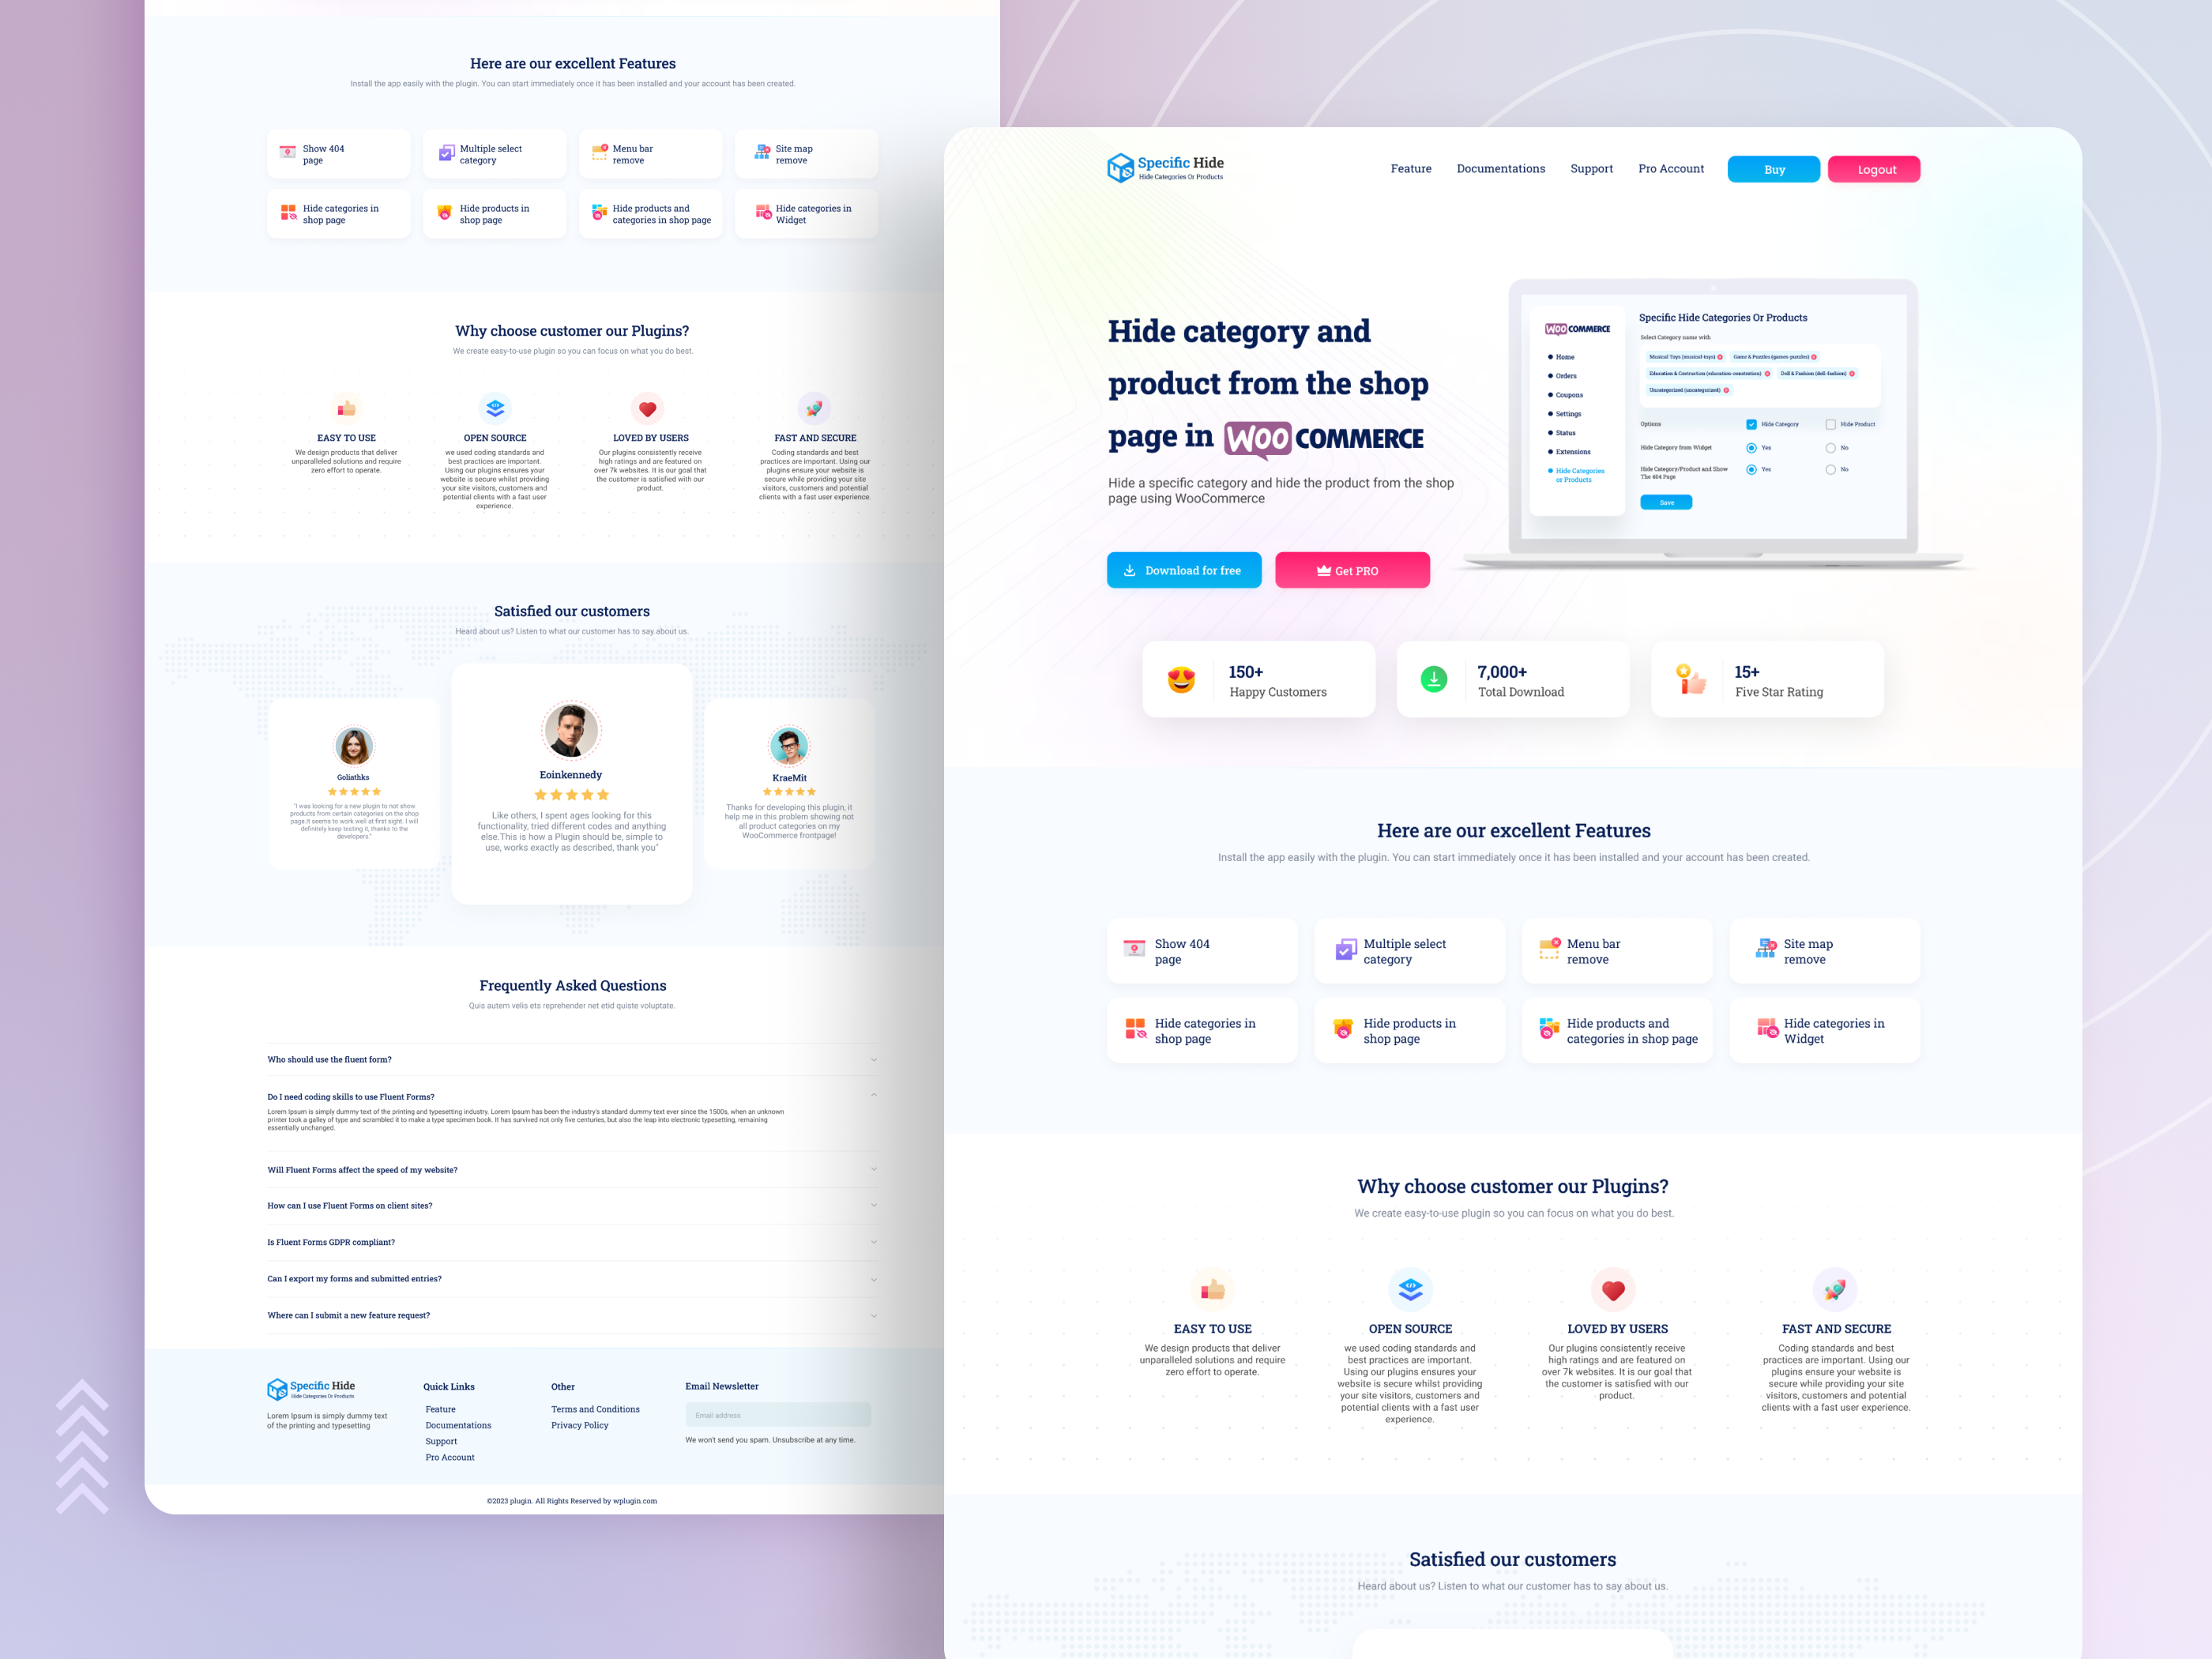 Here are our excellent Features
Install the app easily with the plugin. You can start immediately once it has been installed and your account has been created.
Show 404
page
Multiple select
category
Menu bar
remove
Site map
remove
Hide categories in
shop page
Hide products in
shop page
Hide products and
categories in shop page
Hide categories in
Widget
Why choose customer our Plugins?
We create easy-to-use plugin so you can focus on what you do best.
EASY TO USE
We design products that deliver
unparalleled solutions and require
zero effort to operate.
OPEN SOURCE
we used coding standards and
best practices are important.
Using our plugins ensures your
website is secure whilst providing
your site visitors, customers and
potential clients with a fast user
experience.
LOVED BY USERS
Our plugins consistently receive
high ratings and are featured on
over 7k websites. It is our goal that
the customer is satisfied with our
product.
FAST AND SECURE
Coding standards and best
practices are important. Using our
plugins ensure your website is
secure while providing your site
visitors, customers and potential
clients with a fast user experience.
Satisfied our customers
Heard about us? Listen to what our customer has to say about us.
Goliathks
"I was looking for a new plugin to not show
products from certain categories on the shop
page.It seems to work well at first sight. I will
definitely keep testing it, thanks to the
developers."
Eoinkennedy
Like others, I spent ages looking for this
functionality, tried different codes and anything
else.This is how a Plugin should be, simple to
use, works exactly as described, thank you"
KraeMit
Thanks for developing this plugin, it
help me in this problem showing not
all product categories on my
WooCommerce frontpage!
Frequently Asked Questions
Quis autem velis ets reprehender net etid quiste voluptate.
Who should use the fluent form?
Do I need coding skills to use Fluent Forms?
Lorem Ipsum is simply dummy text of the printing and typesetting industry. Lorem Ipsum has been the industry's standard dummy text ever since the 1500s, when an unknown
printer took a galley of type and scrambled it to make a type specimen book. It has survived not only five centuries, but also the leap into electronic typesetting, remaining
essentially unchanged.
Will Fluent Forms affect the speed of my website?
How can I use Fluent Forms on client sites?
Is Fluent Forms GDPR compliant?
Can I export my forms and submitted entries?
Where can I submit a new feature request?
Specific Hide
Hide Categories Or Products
Lorem Ipsum is simply dummy text
of the printing and typesetting
Quick Links
Feature
Documentations
Support
Pro Account
Other
Terms and Conditions
Privacy Policy
Email Newsletter
Email address
We won't send you spam. Unsubscribe at any time.
©2023 plugin. All Rights Reserved by wplugin.com
Specific Hide
Hide Categories Or Products
Feature
Documentations
Support
Pro Account
Buy
Logout
Hide category and
product from the shop
page in WOO COMMERCE
Hide a specific category and hide the product from the shop
page using WooCommerce
Download for free
Get PRO
WOO COMMERCE
Home
Orders
Coupons
Settings
Status
Extensions
Hide Categories
or Products
Specific Hide Categories Or Products
Select Category name with
Musical Toys (musical-toys)
Game & Puzzles (games-puzzles)
Education & Contruction (education-constrution)
Doll & Fashion (doll-fashion)
Uncategorized (uncategorized)
Options
Hide Category
Hide Product
Hide Category from Widget
Yes
No
Hide Category/Product and Show
The 404 Page
Yes
No
Save
150+
Happy Customers
7,000+
Total Download
15+
Five Star Rating
Here are our excellent Features
Install the app easily with the plugin. You can start immediately once it has been installed and your account has been created.
Show 404
page
Multiple select
category
Menu bar
remove
Site map
remove
Hide categories in
shop page
Hide products in
shop page
Hide products and
categories in shop page
Hide categories in
Widget
Why choose customer our Plugins?
We create easy-to-use plugin so you can focus on what you do best.
EASY TO USE
We design products that deliver
unparalleled solutions and require
zero effort to operate.
OPEN SOURCE
we used coding standards and
best practices are important.
Using our plugins ensures your
website is secure whilst providing
your site visitors, customers and
potential clients with a fast user
experience.
LOVED BY USERS
Our plugins consistently receive
high ratings and are featured on
over 7k websites. It is our goal that
the customer is satisfied with our
product.
FAST AND SECURE
Coding standards and best
practices are important. Using our
plugins ensure your website is
secure while providing your site
visitors, customers and potential
clients with a fast user experience.
Satisfied our customers
Heard about us? Listen to what our customer has to say about us.